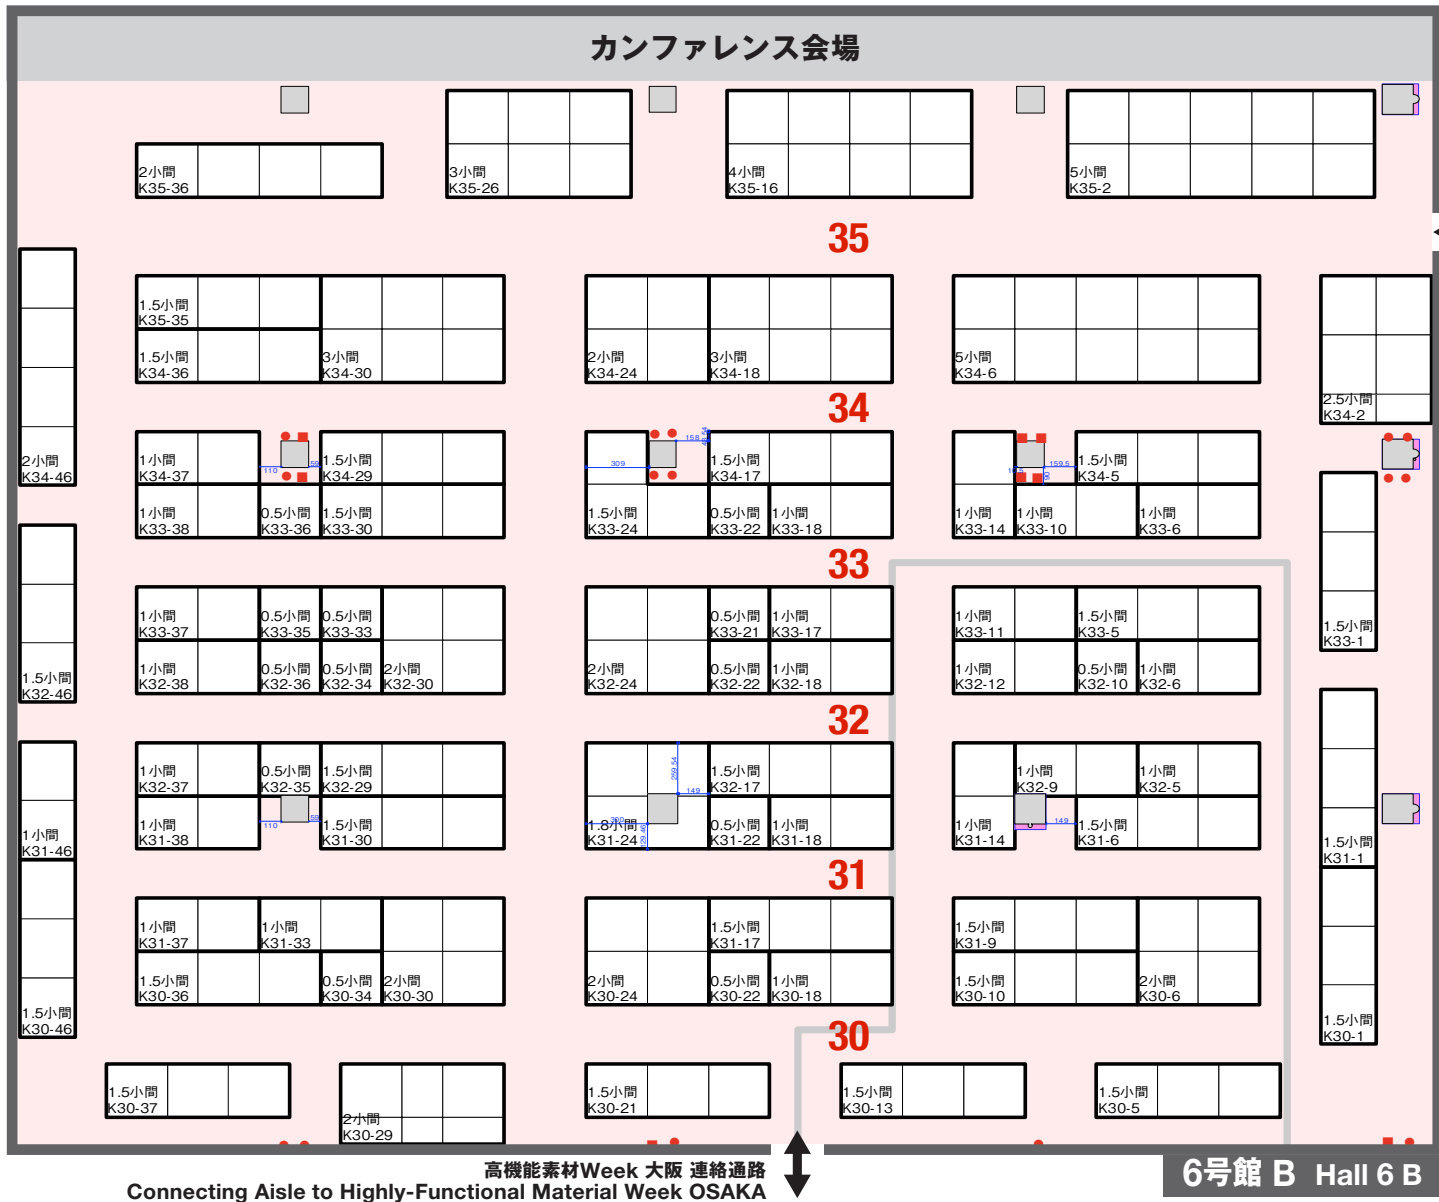 カンファレンス会場
2小間
K35-36
3小間
K35-26
4小間
K35-16
5小間
K35-2
35
1.5小間
K35-35
1.5小間
K34-36
3小間
K34-30
2小間
K34-24
3小間
K34-18
5小間
K34-6
2.5小間
K34-2
2小間
K34-46
34
1小間
K34-37
110
59
1.5小間
K34-29
309
158
1.5小間
K34-17
159.5
90
1.5小間
K34-5
1小間
K33-38
0.5小間
K33-36
1.5小間
K33-30
1.5小間
K33-24
0.5小間
K33-22
1小間
K33-18
1小間
K33-14
1小間
K33-10
1小間
K33-6
33
1小間
K33-37
0.5小間
K33-35
0.5小間
K33-33
0.5小間
K33-21
1小間
K33-17
1小間
K33-11
1.5小間
K33-5
1.5小間
K33-1
1.5小間
K32-46
1小間
K32-38
0.5小間
K32-36
0.5小間
K32-34
2小間
K32-30
2小間
K32-24
0.5小間
K32-22
1小間
K32-18
1小間
K32-12
0.5小間
K32-10
1小間
K32-6
32
1小間
K32-37
0.5小間
K32-35
1.5小間
K32-29
259.54
149
1.5小間
K32-17
1小間
K32-9
1小間
K32-5
1小間
K31-46
1小間
K31-38
110
59
1.5小間
K31-30
1.8小間
K31-24
129.46
0.5小間
K31-22
1小間
K31-18
1小間
K31-14
149
1.5小間
K31-6
1.5小間
K31-1
31
1小間
K31-37
1小間
K31-33
1.5小間
K31-17
1.5小間
K31-9
1.5小間
K30-46
1.5小間
K30-36
0.5小間
K30-34
2小間
K30-30
2小間
K30-24
0.5小間
K30-22
1小間
K30-18
1.5小間
K30-10
2小間
K30-6
1.5小間
K30-1
30
1.5小間
K30-37
2小間
K30-29
1.5小間
K30-21
1.5小間
K30-13
1.5小間
K30-5
高機能素材Week 大阪 連絡通路
Connecting Aisle to Highly-Functional Material Week OSAKA
6号館 B Hall 6 B